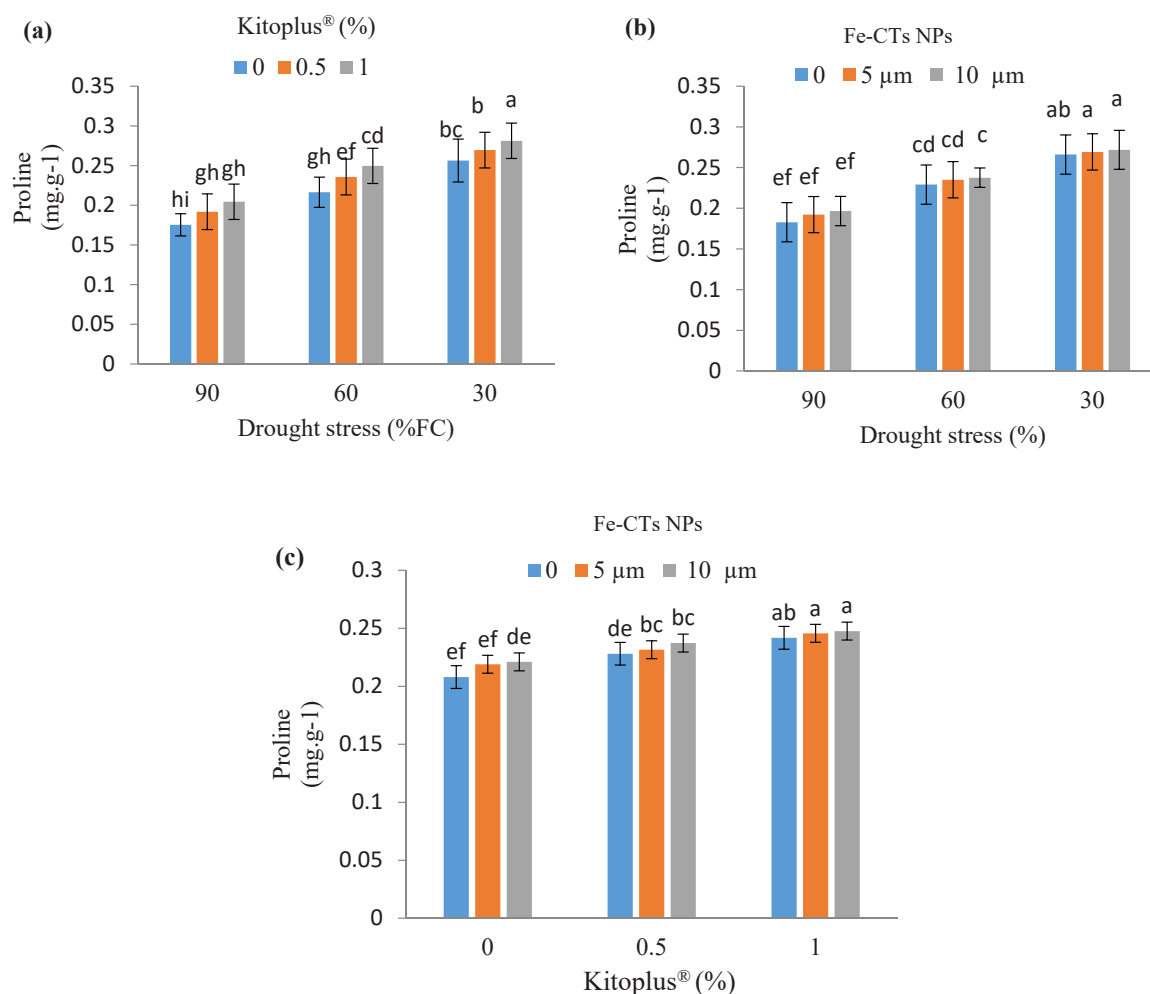 (a)
Kitoplus® (%)
0 0.5 1
0.35
0.3
0.25
0.2
0.15
0.1
0.05
0
Proline
(mg.g-1)
hi gh gh
gh ef cd
bc b a
90 60 30
Drought stress (%FC)
(b)
Fe-CTs NPs
0 5 µm 10 µm
0.35
0.3
0.25
0.2
0.15
0.1
0.05
0
Proline
(mg.g-1)
ef ef ef
cd cd c
ab a a
90 60 30
Drought stress (%)
(c)
Fe-CTs NPs
0 5 µm 10 µm
0.3
0.25
0.2
0.15
0.1
0.05
0
Proline
(mg.g-1)
ef ef de
de bc bc
ab a a
0 0.5 1
Kitoplus® (%)